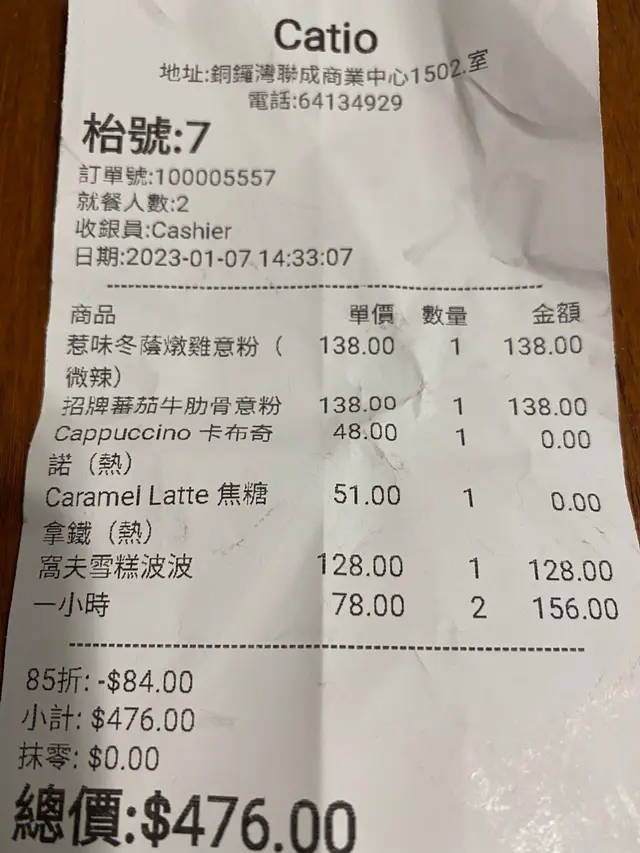 Catio
地址:銅鑼灣聯成商業中心1502.室
電話:64134929
枱號:7
訂單號:100005557
就餐人數:2
收銀員:Cashier
日期:2023-01-07 14:33:07
商品 單價 數量 金額
惹味冬蔭燉雞意粉（ 138.00 1 138.00
微辣）
招牌蕃茄牛肋骨意粉 138.00 1 138.00
Cappuccino 卡布奇 48.00 1 0.00
諾（熱）
Caramel Latte 焦糖 51.00 1 0.00
拿鐵（熱）
窩夫雪糕波波 128.00 1 128.00
一小時 78.00 2 156.00
85折: -$84.00
小計: $476.00
抹零: $0.00
總價:$476.00